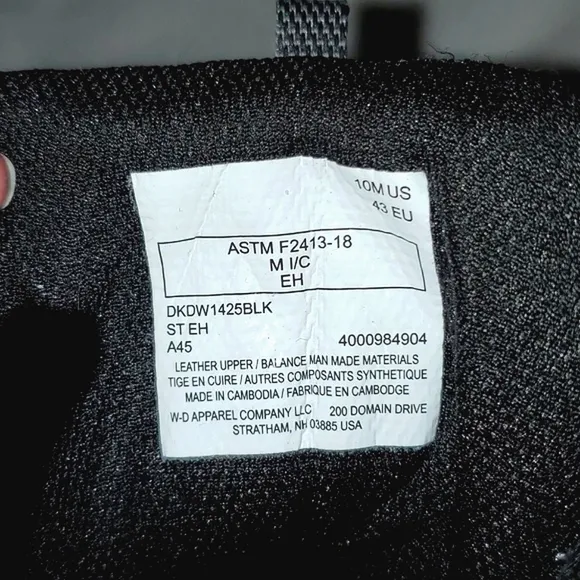 10M US
43 EU
ASTM F2413-18
M I/C
EH
DKDW1425BLK
ST EH
A45 4000984904
LEATHER UPPER / BALANCE MAN MADE MATERIALS
TIGE EN CUIRE / AUTRES COMPOSANTS SYNTHETIQUE
MADE IN CAMBODIA / FABRIQUE EN CAMBODGE
W-D APPAREL COMPANY LLC 200 DOMAIN DRIVE
STRATHAM, NH 03885 USA